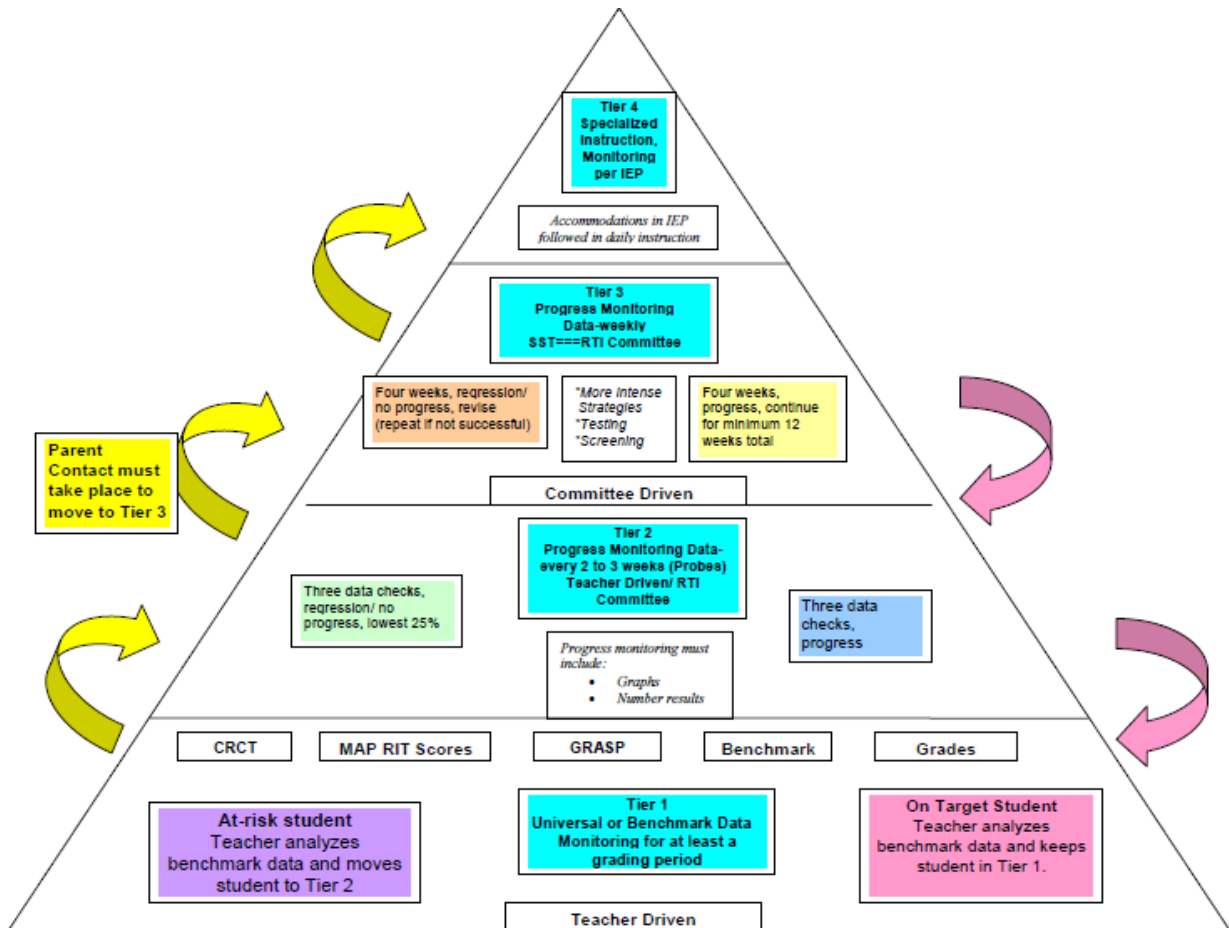 Tier 4
Specialized
Instruction,
Monitoring
per IEP
Accommodations in IEP
followed in daily instruction
Tier 3
Progress Monitoring
Data-weekly
SST===RTI Committee
Four weeks, regression/
no progress, revise
(repeat if not successful)
*More Intense
Strategies
*Testing
*Screening
Four weeks,
progress, continue
for minimum 12
weeks total
Parent
Contact must
take place to
move to Tier 3
Committee Driven
Tier 2
Progress Monitoring Data-
every 2 to 3 weeks (Probes)
Teacher Driven/ RTI
Committee
Three data checks,
regression/ no
progress, lowest 25%
Three data
checks,
progress
Progress monitoring must
include:
• Graphs
• Number results
CRCT
MAP RIT Scores
GRASP
Benchmark
Grades
At-risk student
Teacher analyzes
benchmark data and moves
student to Tier 2
Tier 1
Universal or Benchmark Data
Monitoring for at least a
grading period
On Target Student
Teacher analyzes
benchmark data and keeps
student in Tier 1.
Teacher Driven